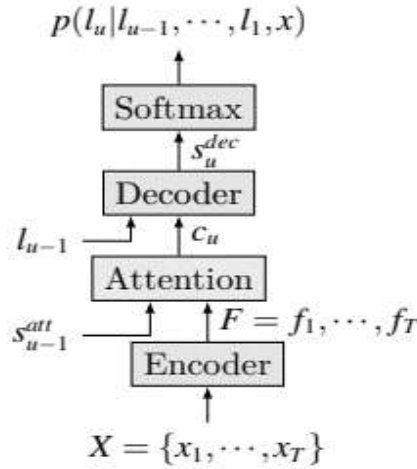 p(l_u|l_{u-1}, ⋯, l_1, x)
Softmax
s_u^{dec}
Decoder
l_{u-1}
c_u
Attention
s_{u-1}^{att}
F = f_1, ⋯, f_T
Encoder
X = {x_1, ⋯, x_T}